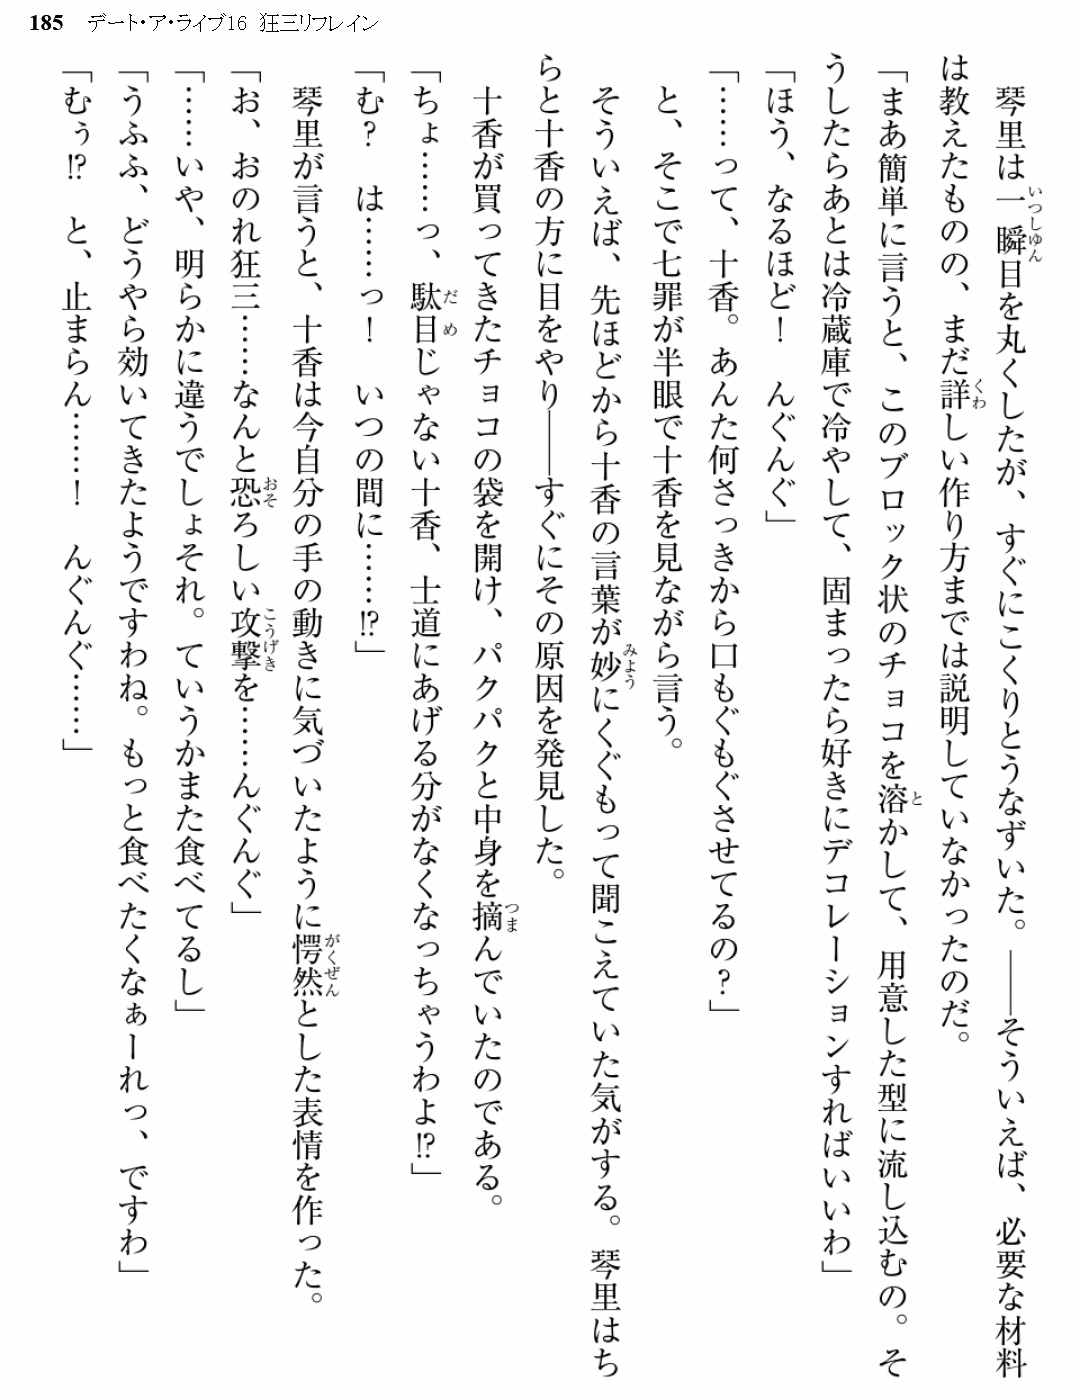 185 デート・ア・ライブ16 狂三リフレイン
琴里は一瞬目を丸くしたが、すぐにこくりとうなずいた。――そういえば、必要な材料
は教えたものの、まだ詳しい作り方までは説明していなかったのだ。
「まあ簡単に言うと、このブロック状のチョコを溶かして、用意した型に流し込むの。そ
うしたらあとは冷蔵庫で冷やして、固まったら好きにデコレーションすればいいわ」
「ほう、なるほど！　んぐんぐ」
「……って、十香。あんた何さっきから口もぐもぐさせてるの？」
と、そこで七罪が半眼で十香を見ながら言う。
そういえば、先ほどから十香の言葉が妙にくぐもって聞こえていた気がする。琴里はち
らと十香の方に目をやり――すぐにその原因を発見した。
十香が買ってきたチョコの袋を開け、パクパクと中身を摘んでいたのである。
「ちょ……っ、駄目じゃない十香、士道にあげる分がなくなっちゃうわよ!?」
「む？　は……っ！　いつの間に……!?」
琴里が言うと、十香は今自分の手の動きに気づいたように愕然とした表情を作った。
「お、おのれ狂三……なんと恐ろしい攻撃を……んぐんぐ」
「……いや、明らかに違うでしょそれ。ていうかまた食べてるし」
「うふふ、どうやら効いてきたようですわね。もっと食べたくなぁーれっ、ですわ」
「むぅ!?　と、止まらん……！　んぐんぐ……」